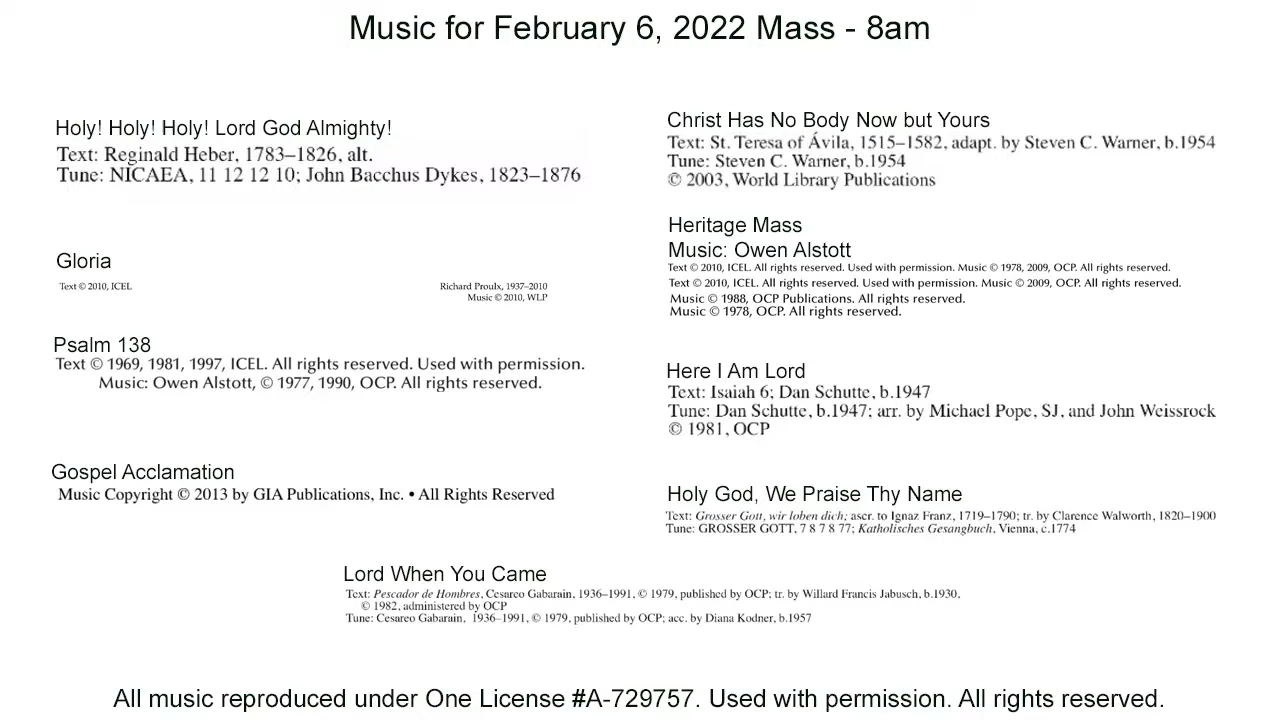 Music for February 6, 2022 Mass - 8am
Holy! Holy! Holy! Lord God Almighty!
Text: Reginald Heber, 1783–1826, alt.
Tune: NICAEA, 11 12 12 10; John Bacchus Dykes, 1823–1876
Gloria
Text © 2010, ICEL
Richard Proulx, 1937–2010
Music © 2010, WLP
Psalm 138
Text © 1969, 1981, 1997, ICEL. All rights reserved. Used with permission.
Music: Owen Alstott, © 1977, 1990, OCP. All rights reserved.
Gospel Acclamation
Music Copyright © 2013 by GIA Publications, Inc. • All Rights Reserved
Christ Has No Body Now but Yours
Text: St. Teresa of Ávila, 1515–1582, adapt. by Steven C. Warner, b.1954
Tune: Steven C. Warner, b.1954
© 2003, World Library Publications
Heritage Mass
Music: Owen Alstott
Text © 2010, ICEL. All rights reserved. Used with permission. Music © 1978, 2009, OCP. All rights reserved.
Text © 2010, ICEL. All rights reserved. Used with permission. Music © 2009, OCP. All rights reserved.
Music © 1988, OCP Publications. All rights reserved.
Music © 1978, OCP. All rights reserved.
Here I Am Lord
Text: Isaiah 6; Dan Schutte, b.1947
Tune: Dan Schutte, b.1947; arr. by Michael Pope, SJ, and John Weissrock
© 1981, OCP
Holy God, We Praise Thy Name
Text: Grosser Gott, wir loben dich; ascr. to Ignaz Franz, 1719–1790; tr. by Clarence Walworth, 1820–1900
Tune: GROSSER GOTT, 7 8 7 8 77; Katholisches Gesangbuch, Vienna, c.1774
Lord When You Came
Text: Pescador de Hombres, Cesareo Gabarain, 1936–1991, © 1979, published by OCP; tr. by Willard Francis Jabusch, b.1930,
© 1982, administered by OCP
Tune: Cesareo Gabarain, 1936–1991, © 1979, published by OCP; acc. by Diana Kodner, b.1957
All music reproduced under One License #A-729757. Used with permission. All rights reserved.